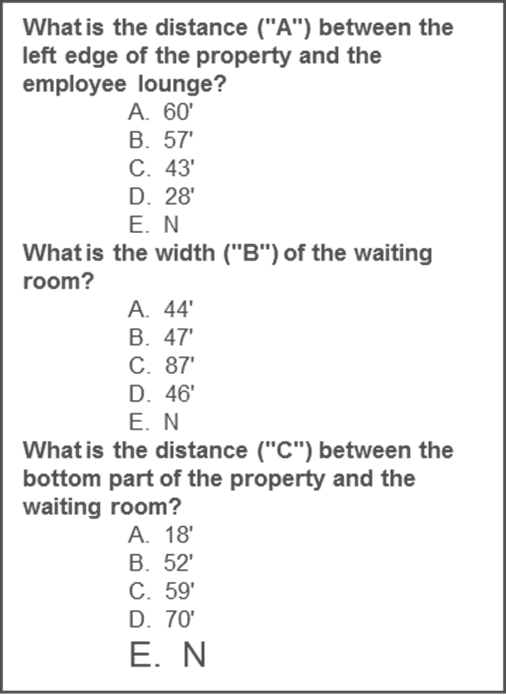 What is the distance ("A") between the
left edge of the property and the
employee lounge?
A. 60'
B. 57'
C. 43'
D. 28'
E. N
What is the width ("B") of the waiting
room?
A. 44'
B. 47'
C. 87'
D. 46'
E. N
What is the distance ("C") between the
bottom part of the property and the
waiting room?
A. 18'
B. 52'
C. 59'
D. 70'
E. N